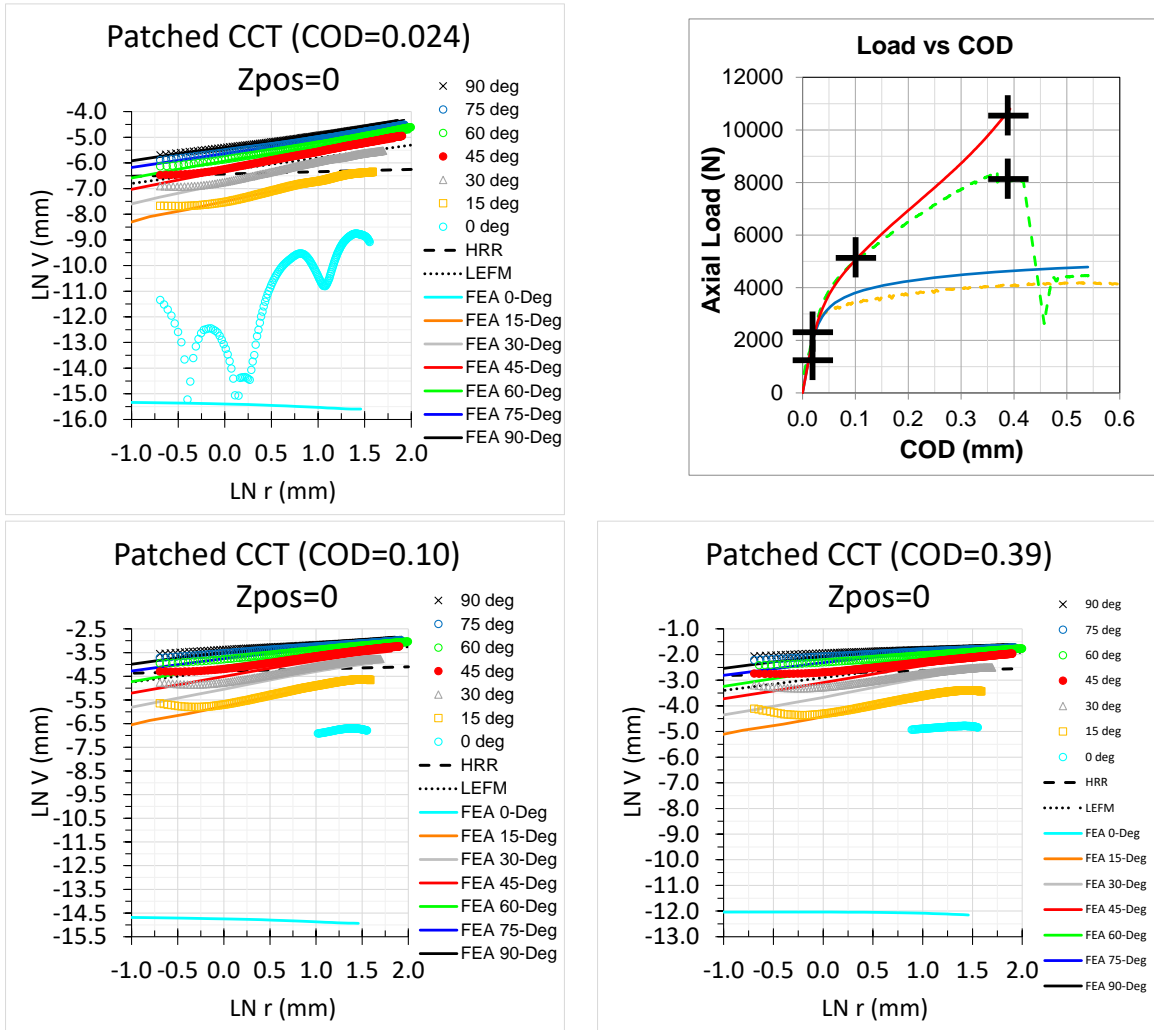 Patched CCT (COD=0.024)
Zpos=0
LN V (mm)
-4.0
-5.0
-6.0
-7.0
-8.0
-9.0
-10.0
-11.0
-12.0
-13.0
-14.0
-15.0
-16.0
-1.0 -0.5 0.0 0.5 1.0 1.5 2.0
LN r (mm)
90 deg
75 deg
60 deg
45 deg
30 deg
15 deg
0 deg
HRR
LEFM
FEA 0-Deg
FEA 15-Deg
FEA 30-Deg
FEA 45-Deg
FEA 60-Deg
FEA 75-Deg
FEA 90-Deg
Load vs COD
Axial Load (N)
12000
10000
8000
6000
4000
2000
0
0.0 0.1 0.2 0.3 0.4 0.5 0.6
COD (mm)
Patched CCT (COD=0.10)
Zpos=0
LN V (mm)
-2.5
-3.5
-4.5
-5.5
-6.5
-7.5
-8.5
-9.5
-10.5
-11.5
-12.5
-13.5
-14.5
-15.5
-1.0 -0.5 0.0 0.5 1.0 1.5 2.0
LN r (mm)
90 deg
75 deg
60 deg
45 deg
30 deg
15 deg
0 deg
HRR
LEFM
FEA 0-Deg
FEA 15-Deg
FEA 30-Deg
FEA 45-Deg
FEA 60-Deg
FEA 75-Deg
FEA 90-Deg
Patched CCT (COD=0.39)
Zpos=0
LN V (mm)
-1.0
-2.0
-3.0
-4.0
-5.0
-6.0
-7.0
-8.0
-9.0
-10.0
-11.0
-12.0
-13.0
-1.0 -0.5 0.0 0.5 1.0 1.5 2.0
LN r (mm)
90 deg
75 deg
60 deg
45 deg
30 deg
15 deg
0 deg
HRR
LEFM
FEA 0-Deg
FEA 15-Deg
FEA 30-Deg
FEA 45-Deg
FEA 60-Deg
FEA 75-Deg
FEA 90-Deg